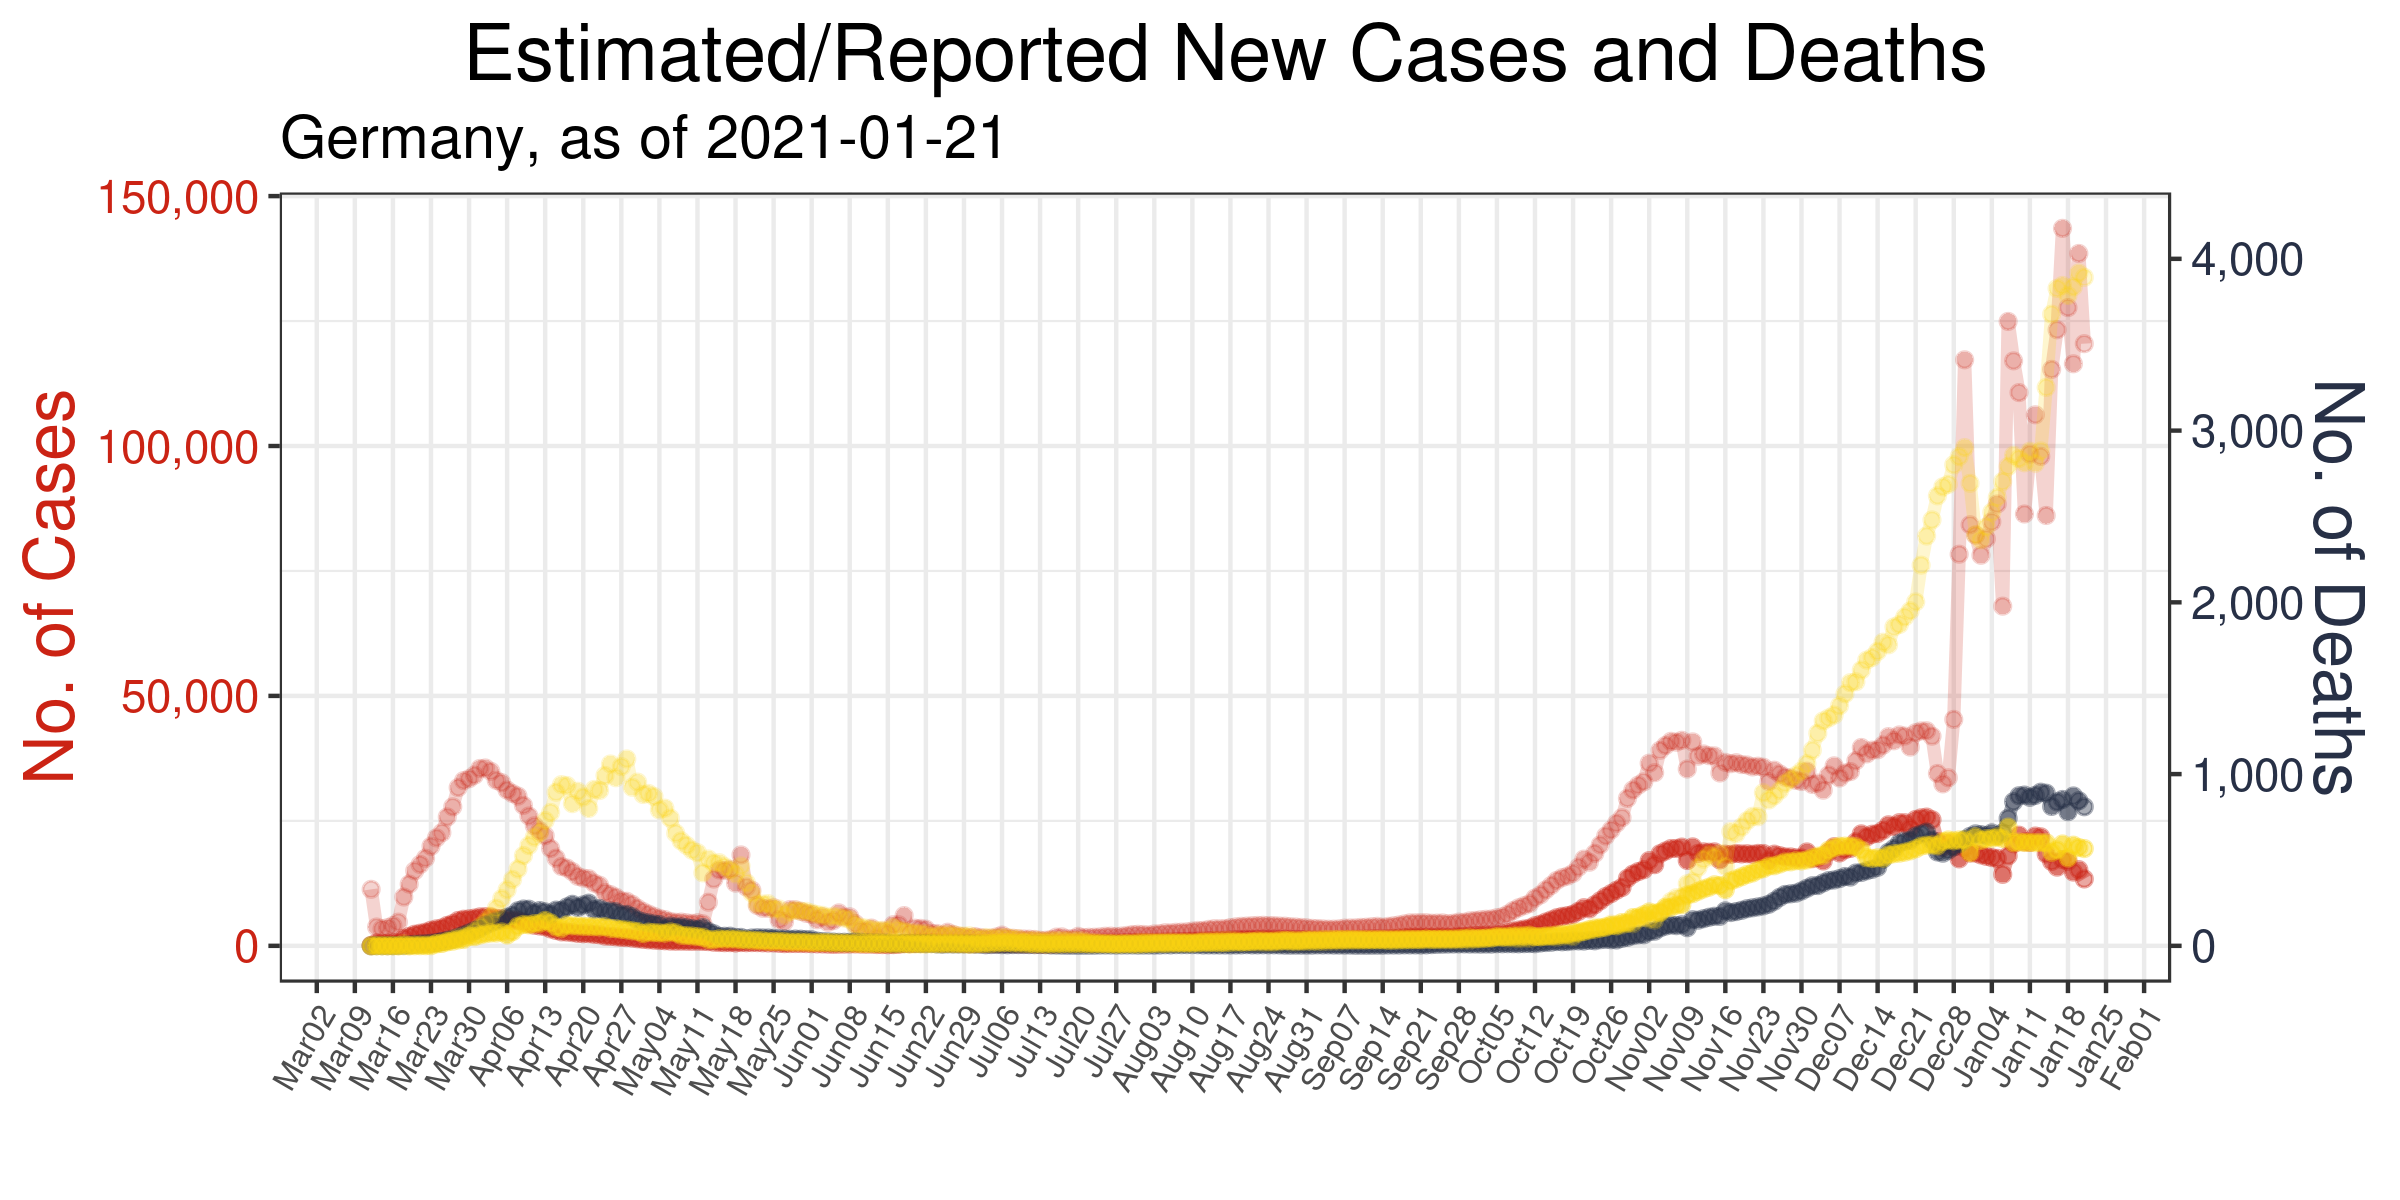 Estimated/Reported New Cases and Deaths
Germany, as of 2021-01-21
No. of Cases
150,000
100,000
50,000
0
4,000
3,000
2,000
1,000
0
No. of Deaths
Mar02
Mar09
Mar16
Mar23
Mar30
Apr06
Apr13
Apr20
Apr27
May04
May11
May18
May25
Jun01
Jun08
Jun15
Jun22
Jun29
Jul06
Jul13
Jul20
Jul27
Aug03
Aug10
Aug17
Aug24
Aug31
Sep07
Sep14
Sep21
Sep28
Oct05
Oct12
Oct19
Oct26
Nov02
Nov09
Nov16
Nov23
Nov30
Dec07
Dec14
Dec21
Dec28
Jan04
Jan11
Jan18
Jan25
Feb01